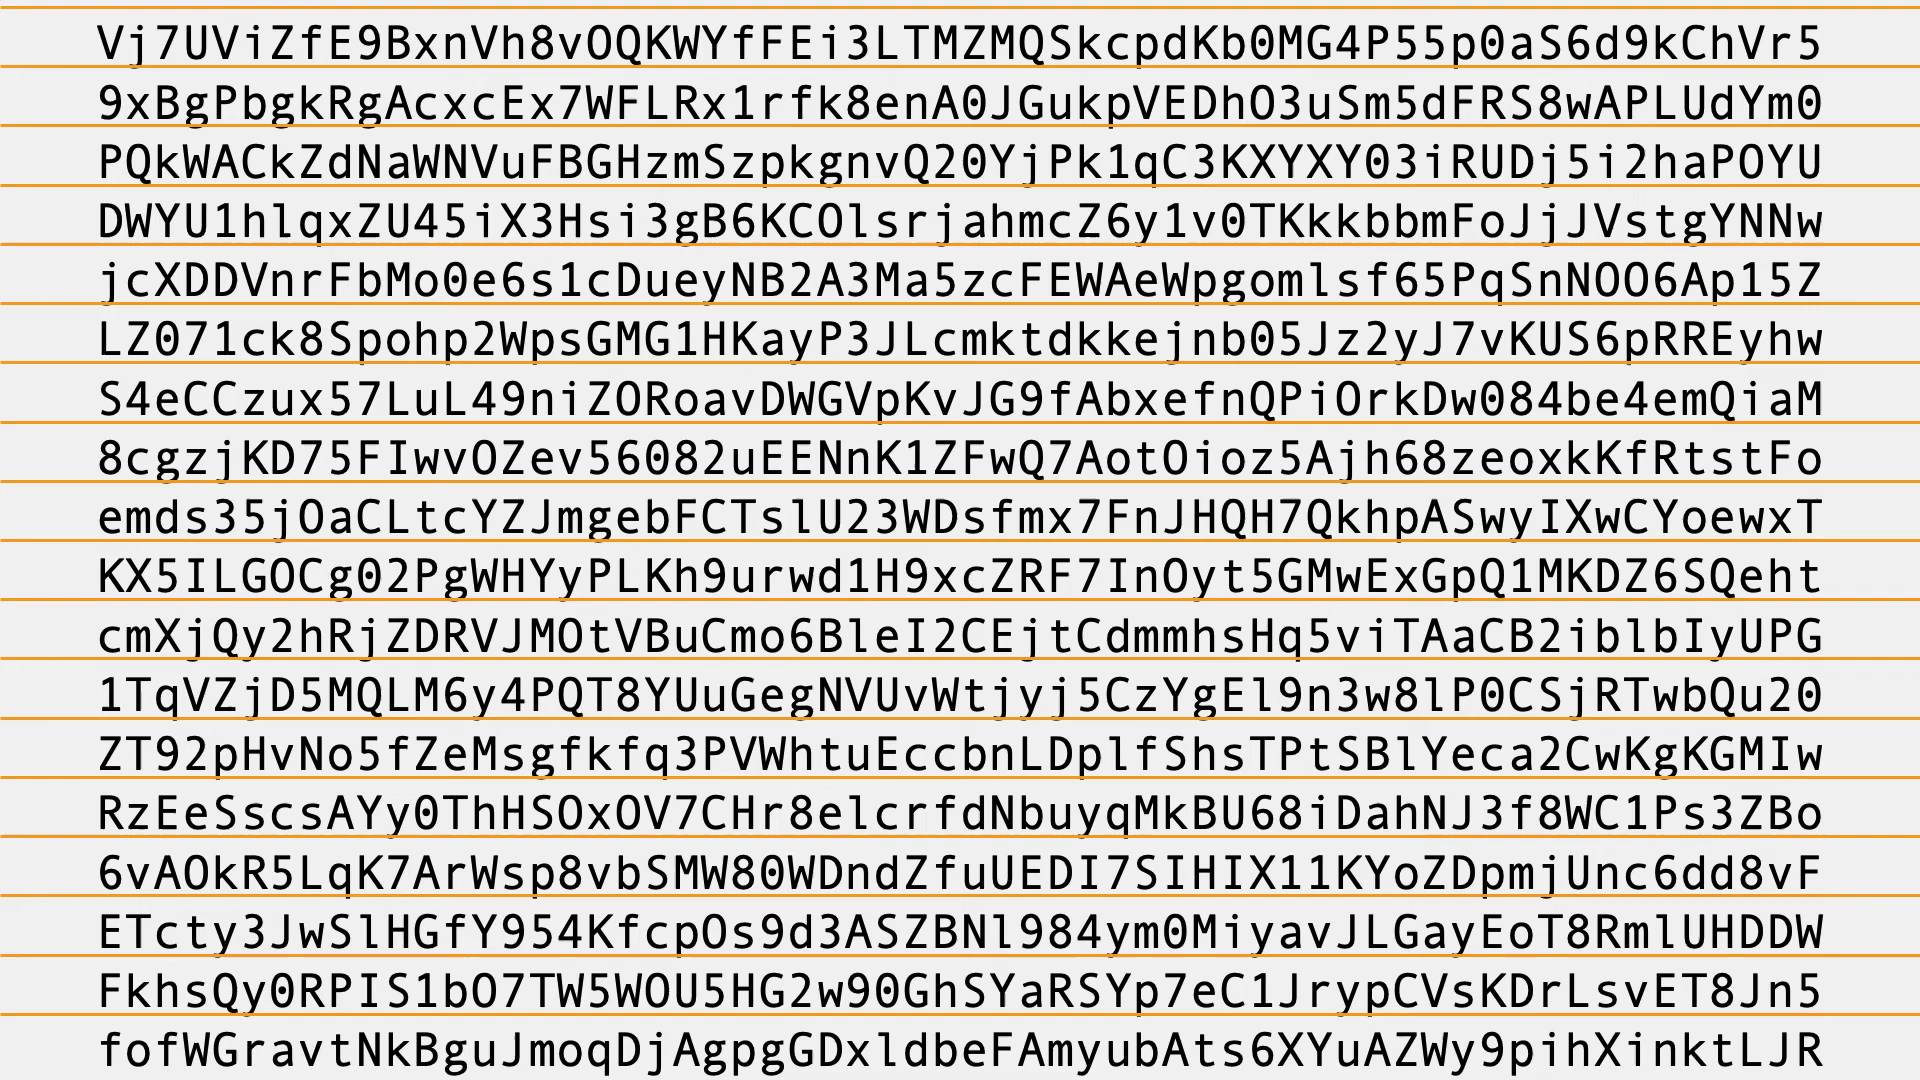 Vj7UViZfE9BxnVh8vOQKWYfFEi3LTMZMQSkcpdKb0MG4P55p0aS6d9kChVr5
9xBgPbgkRgAcxcEx7WFLRx1rfk8enA0JGukpVEDhO3uSm5dFRS8wAPLUdYm0
PQkWACkZdNaWNVuFBGHzmSzpkgnvQ20YjPk1qC3KXYXY03iRUDj5i2haPOYU
DWYU1hlqxZU45iX3Hsi3gB6KCOlsrjahmcZ6y1v0TKkkbbmFoJjJVstgYNNw
jcXDDVnrFbMo0e6s1cDueyNB2A3Ma5zcFEWAeWpgomlsf65PqSnNOO6Ap15Z
LZ071ck8Spohp2WpsGMG1HKayP3JLcmktdkkejnb05Jz2yJ7vKUS6pRREyhw
S4eCCzux57LuL49niZORoavDWGVpKvJG9fAbxefnQPiOrkDw084be4emQiaM
8cgzjKD75FIwvOZev56082uEENnK1ZFwQ7AotOioz5Ajh68zeoxkKfRtstFo
emds35jOaCLtcYZJmgebFCTslU23WDsfmx7FnJHQH7QkhpASwyIXwCYoewxT
KX5ILGOCg02PgWHYyPLKh9urwd1H9xcZRF7InOyt5GMwExGpQ1MKDZ6SQeht
cmXjQy2hRjZDRVJMOtVBuCmo6BleI2CEjtCdmmhsHq5viTAaCB2iblbIyUPG
1TqVZjD5MQLM6y4PQT8YUuGegNVUvWtjyj5CzYgEl9n3w8lP0CSjRTwbQu20
ZT92pHvNo5fZeMsgfkfq3PVWhtuEccbnLDplfShsTPtSBlYeca2CwKgKGMIw
RzEeSscsAYy0ThHSOxOV7CHr8elcrfdNbuyqMkBU68iDahNJ3f8WC1Ps3ZBo
6vAOkR5LqK7ArWsp8vbSMW80WDndZfuUEDI7SIHIX11KYoZDpmjUnc6dd8vF
ETcty3JwSlHGfY954KfcpOs9d3ASZBNl984ym0MiyavJLGayEoT8RmlUHDDW
FkhsQy0RPIS1bO7TW5WOU5HG2w90GhSYaRSYp7eC1JrypCVsKDrLsvET8Jn5
fofWGravtNkBguJmoqDjAgpgGDxldbeFAmyubAts6XYuAZWy9pihXinktLJR